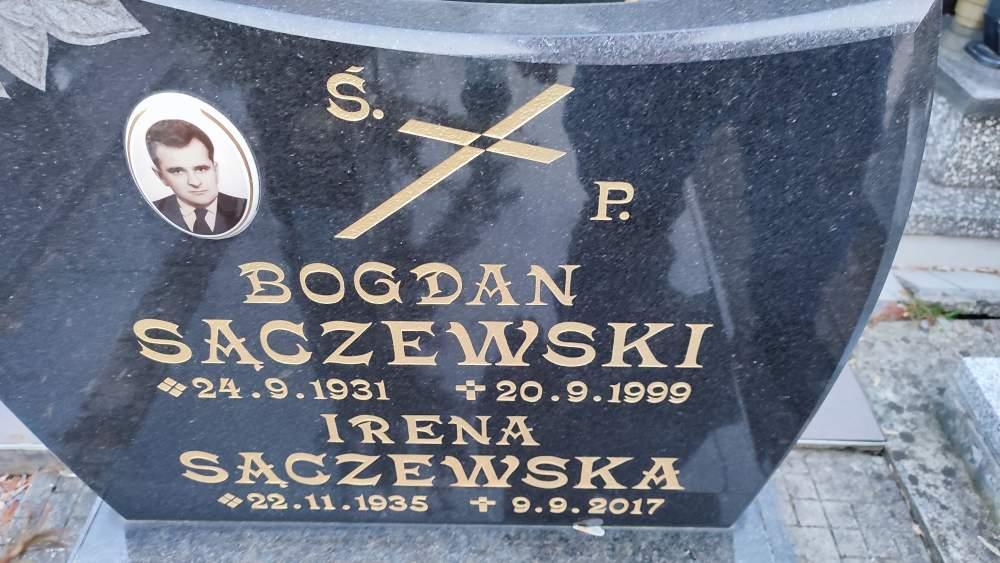 Ś.
P.
BOGDAN
SĄCZEWSKI
24.9.1931 ✝ 20.9.1999
IRENA
SĄCZEWSKA
22.11.1935 ✝ 9.9.2017